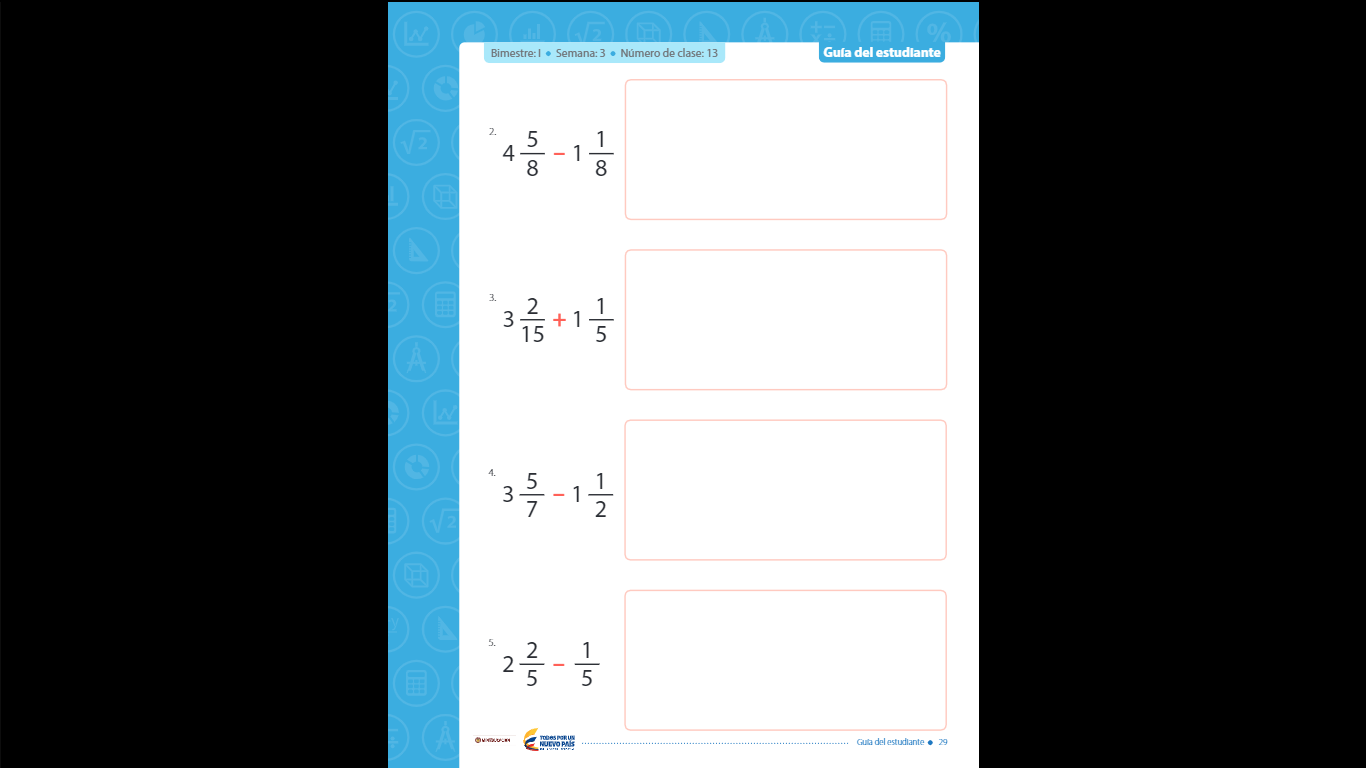 Bimestre: I • Semana: 3 • Número de clase: 13
Guía del estudiante
2. 4 5/8 − 1 1/8
3. 3 2/15 + 1 1/5
4. 3 5/7 − 1 1/2
5. 2 2/5 − 1/5
TODOS POR UN
NUEVO PAÍS
Guía del estudiante • 29